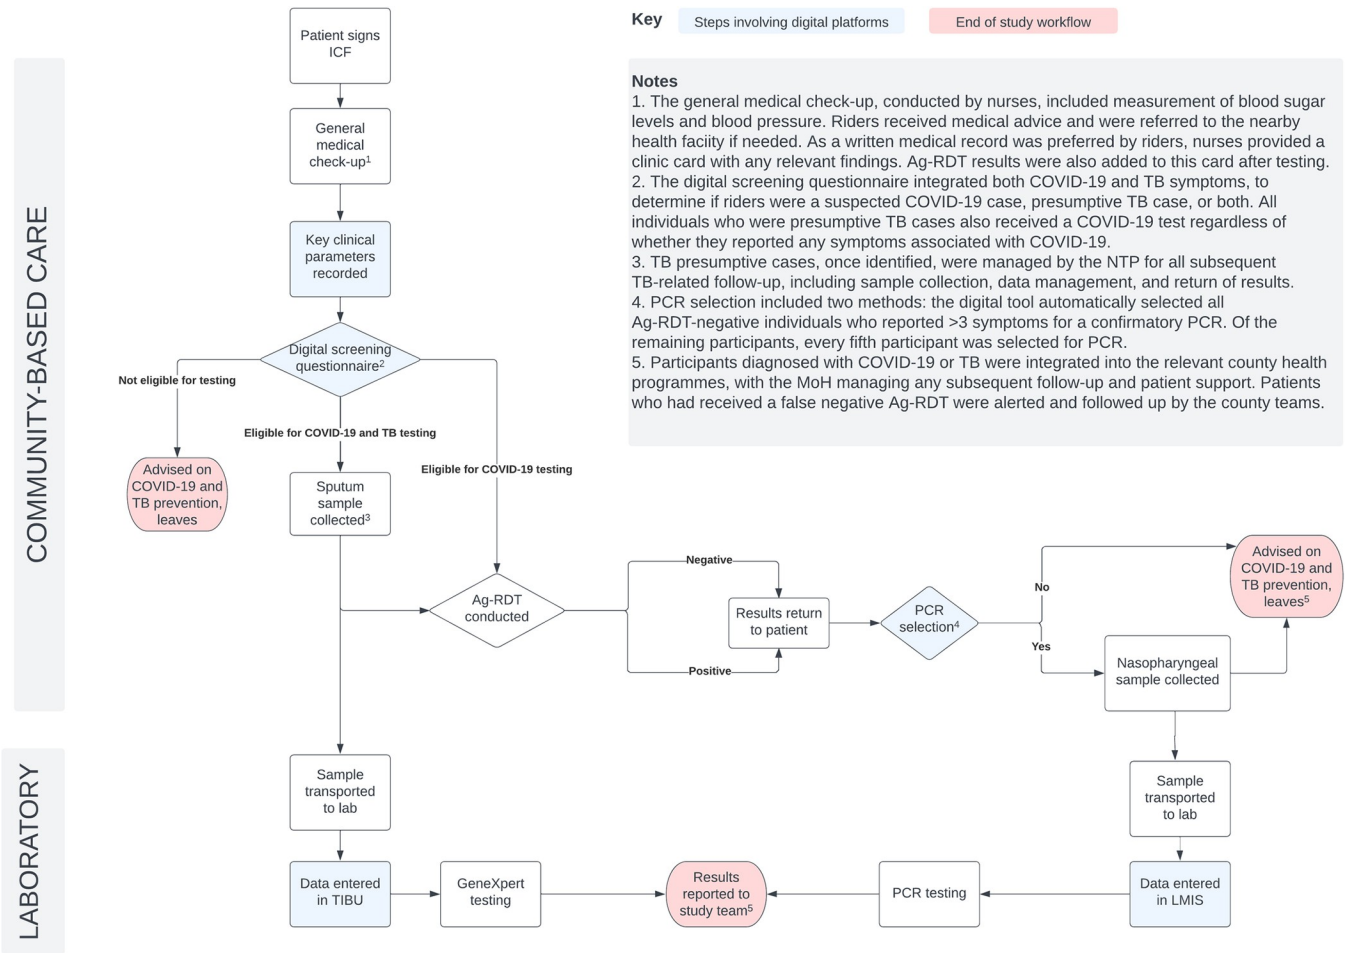 Key
Steps involving digital platforms
End of study workflow
Patient signs
ICF
General
medical
check-up1
Key clinical
parameters
recorded
Digital screening
questionnaire2
Not eligible for testing
Eligible for COVID-19 and TB testing
Eligible for COVID-19 testing
Advised on
COVID-19 and
TB prevention,
leaves
Sputum
sample
collected3
Notes
1. The general medical check-up, conducted by nurses, included measurement of blood sugar
levels and blood pressure. Riders received medical advice and were referred to the nearby
health faciity if needed. As a written medical record was preferred by riders, nurses provided a
clinic card with any relevant findings. Ag-RDT results were also added to this card after testing.
2. The digital screening questionnaire integrated both COVID-19 and TB symptoms, to
determine if riders were a suspected COVID-19 case, presumptive TB case, or both. All
individuals who were presumptive TB cases also received a COVID-19 test regardless of
whether they reported any symptoms associated with COVID-19.
3. TB presumptive cases, once identified, were managed by the NTP for all subsequent
TB-related follow-up, including sample collection, data management, and return of results.
4. PCR selection included two methods: the digital tool automatically selected all
Ag-RDT-negative individuals who reported >3 symptoms for a confirmatory PCR. Of the
remaining participants, every fifth participant was selected for PCR.
5. Participants diagnosed with COVID-19 or TB were integrated into the relevant county health
programmes, with the MoH managing any subsequent follow-up and patient support. Patients
who had received a false negative Ag-RDT were alerted and followed up by the county teams.
COMMUNITY-BASED CARE
Ag-RDT
conducted
Negative
Positive
Results return
to patient
PCR
selection4
No
Yes
Advised on
COVID-19 and
TB prevention,
leaves5
Nasopharyngeal
sample collected
LABORATORY
Sample
transported
to lab
Sample
transported
to lab
Data entered
in TIBU
GeneXpert
testing
Results
reported to
study team5
PCR testing
Data entered
in LMIS